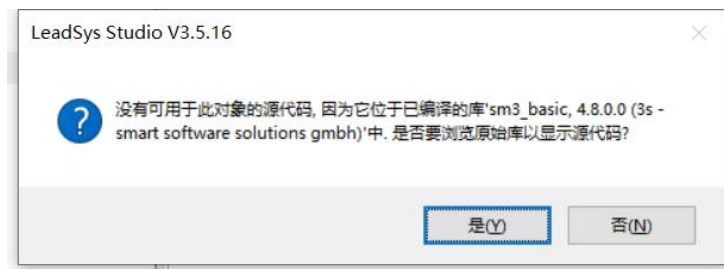 LeadSys Studio V3.5.16
没有可用于此对象的源代码, 因为它位于已编译的库'sm3_basic, 4.8.0.0 (3s -
smart software solutions gmbh)'中. 是否要浏览原始库以显示源代码?
是(Y) 否(N)